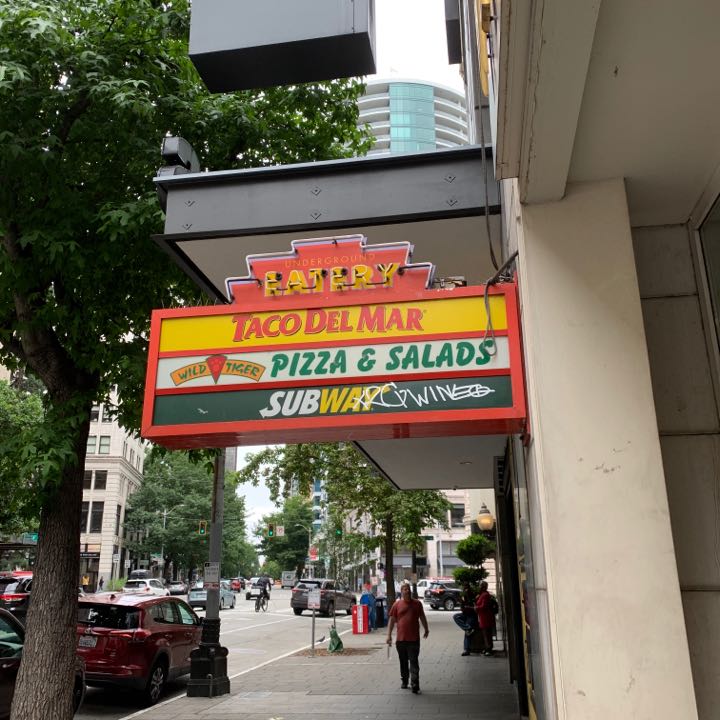 UNDERGROUND
EATERY
TACO DEL MAR®
WILD TIGER PIZZA & SALADS
SUBWAY